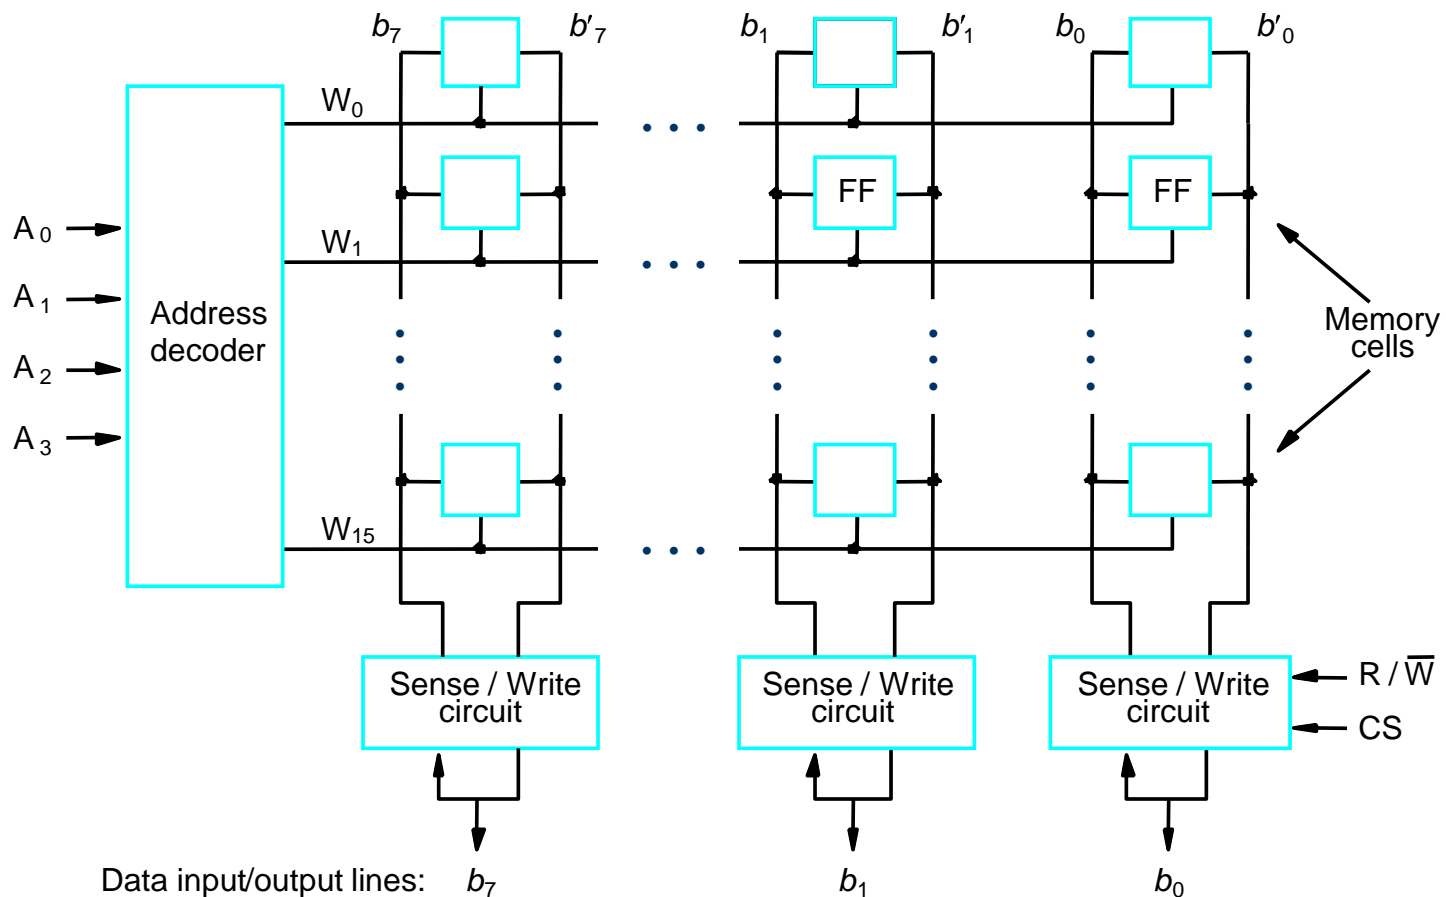 b₇ b′₇ b₁ b′₁ b₀ b′₀
W₀
FF FF
A₀
W₁
A₁
Address
decoder
Memory
cells
A₂
A₃
W₁₅
Sense / Write
circuit
Sense / Write
circuit
Sense / Write
circuit
R / W̅
CS
Data input/output lines: b₇ b₁ b₀